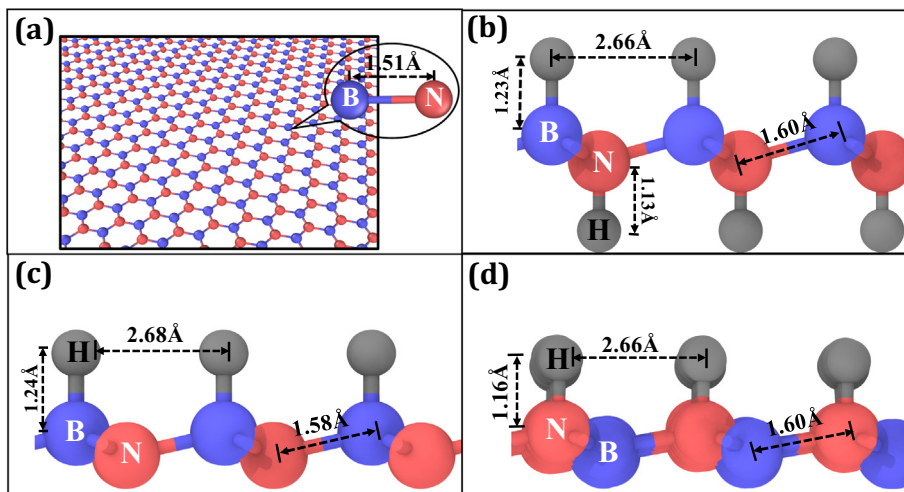 (a)
1.51Å
B
N
(b)
2.66Å
1.23Å
B
N
1.60Å
1.13Å
H
(c)
2.68Å
H
1.24Å
B
N
1.58Å
(d)
2.66Å
H
1.16Å
N
B
1.60Å